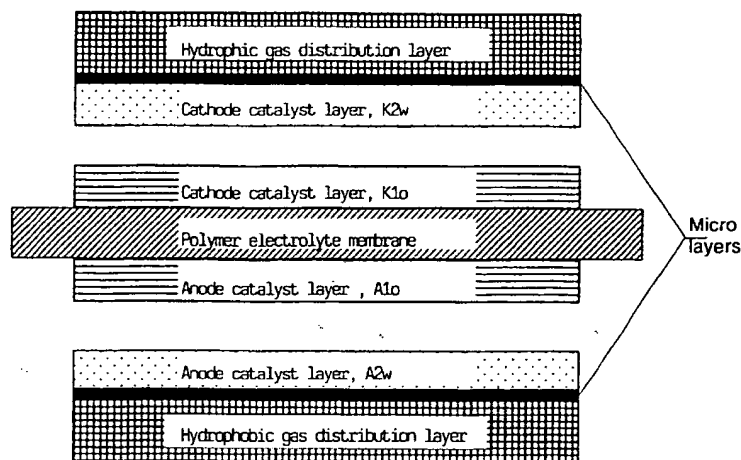 Hydrophic gas distribution layer
Cathode catalyst layer, K2w
Cathode catalyst layer, K1o
Polymer electrolyte membrane
Micro
layers
Anode catalyst layer , A1o
Anode catalyst layer, A2w
Hydrophobic gas distribution layer